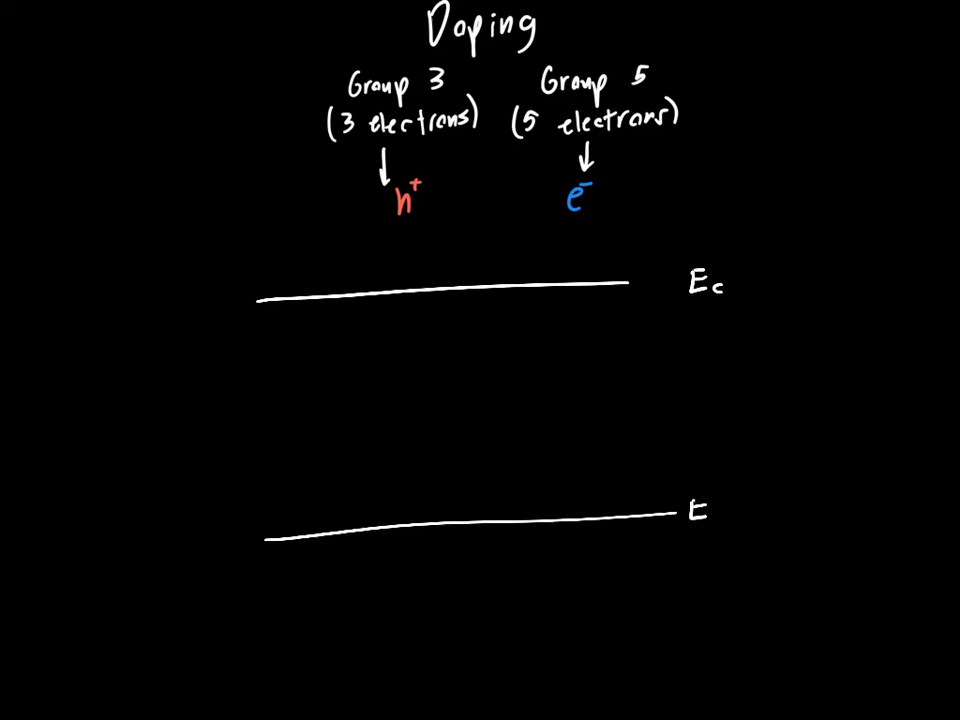 Doping
Group 3 Group 5
(3 electrons) (5 electrons)
h+ e-
Ec
E